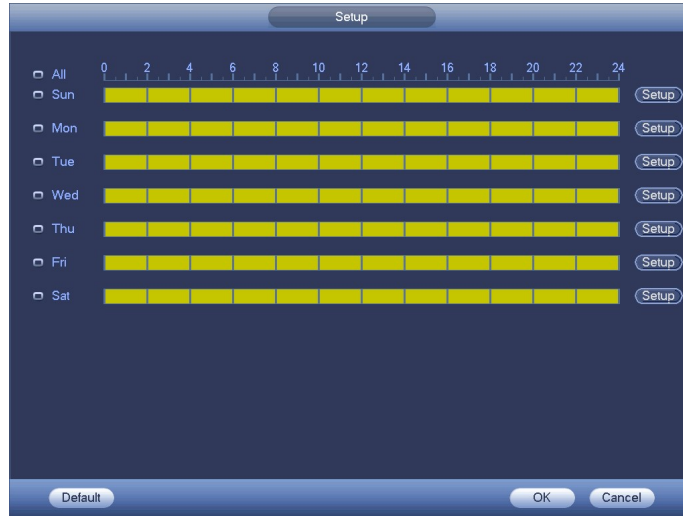 Setup
All 0 2 4 6 8 10 12 14 16 18 20 22 24
Sun Setup
Mon Setup
Tue Setup
Wed Setup
Thu Setup
Fri Setup
Sat Setup
Default OK Cancel